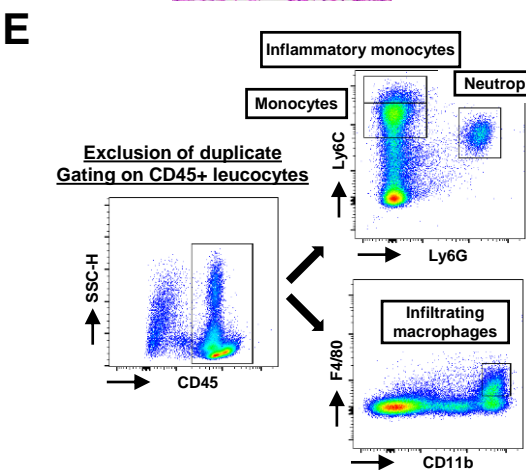 E
Inflammatory monocytes
Monocytes
Neutrop
Exclusion of duplicate
Gating on CD45+ leucocytes
Ly6C
Ly6G
SSC-H
CD45
Infiltrating
macrophages
F4/80
CD11b